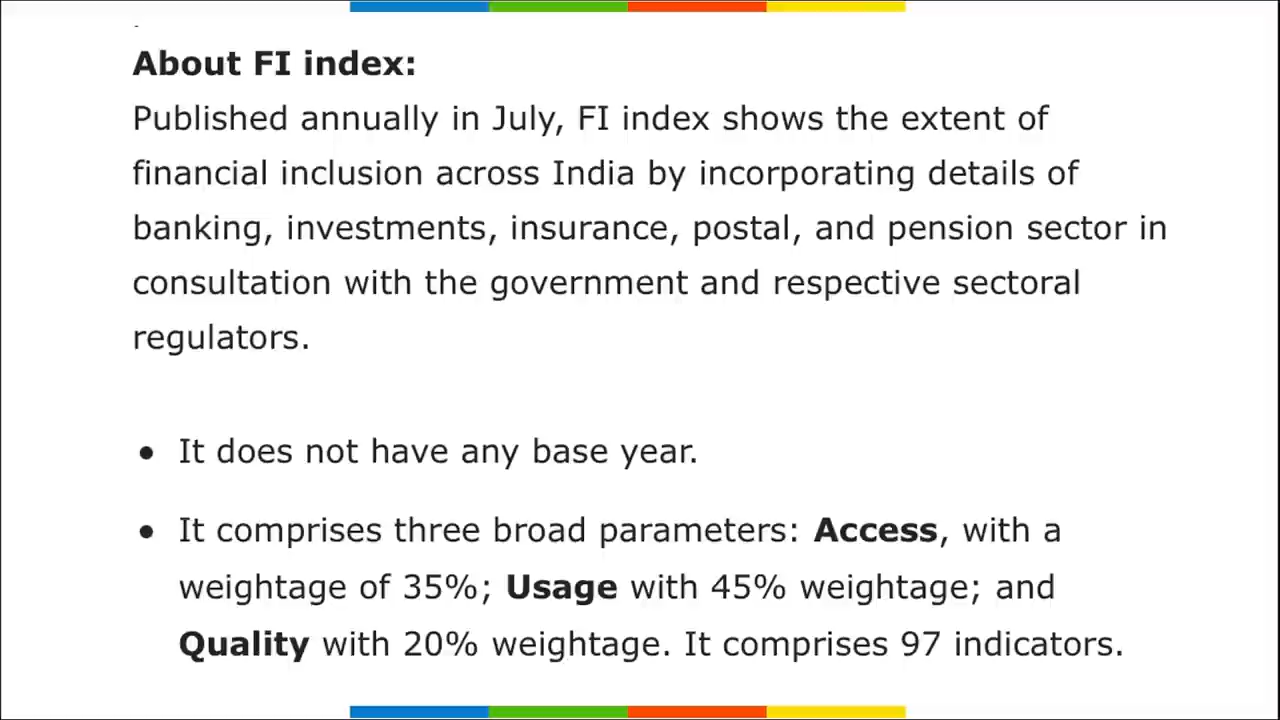 About FI index:
Published annually in July, FI index shows the extent of
financial inclusion across India by incorporating details of
banking, investments, insurance, postal, and pension sector in
consultation with the government and respective sectoral
regulators.
• It does not have any base year.
• It comprises three broad parameters: Access, with a
weightage of 35%; Usage with 45% weightage; and
Quality with 20% weightage. It comprises 97 indicators.